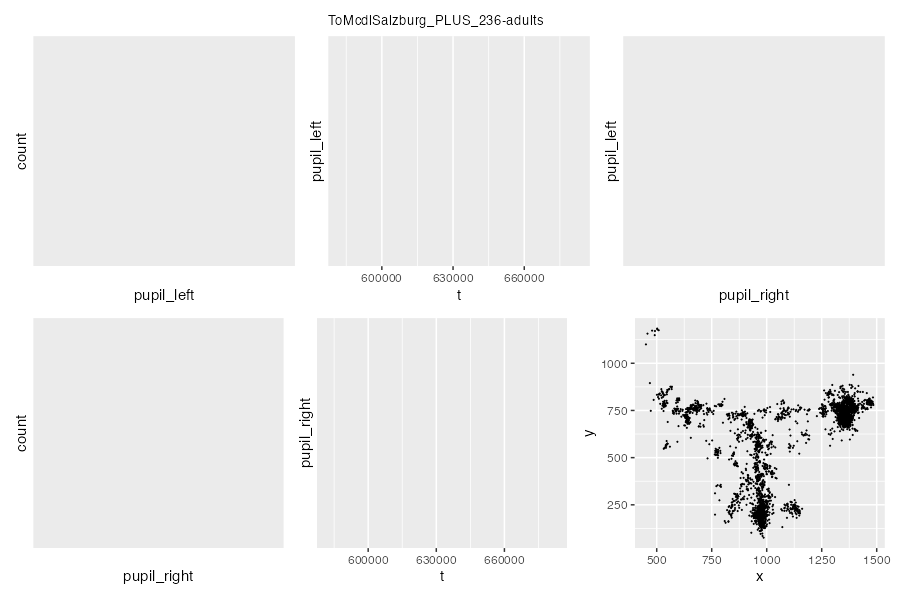 ToMcdlSalzburg_PLUS_236-adults
count
pupil_left
pupil_left
600000 630000 660000
t
pupil_left
pupil_right
count
pupil_right
pupil_right
600000 630000 660000
t
y
1000
750
500
250
500 750 1000 1250 1500
x